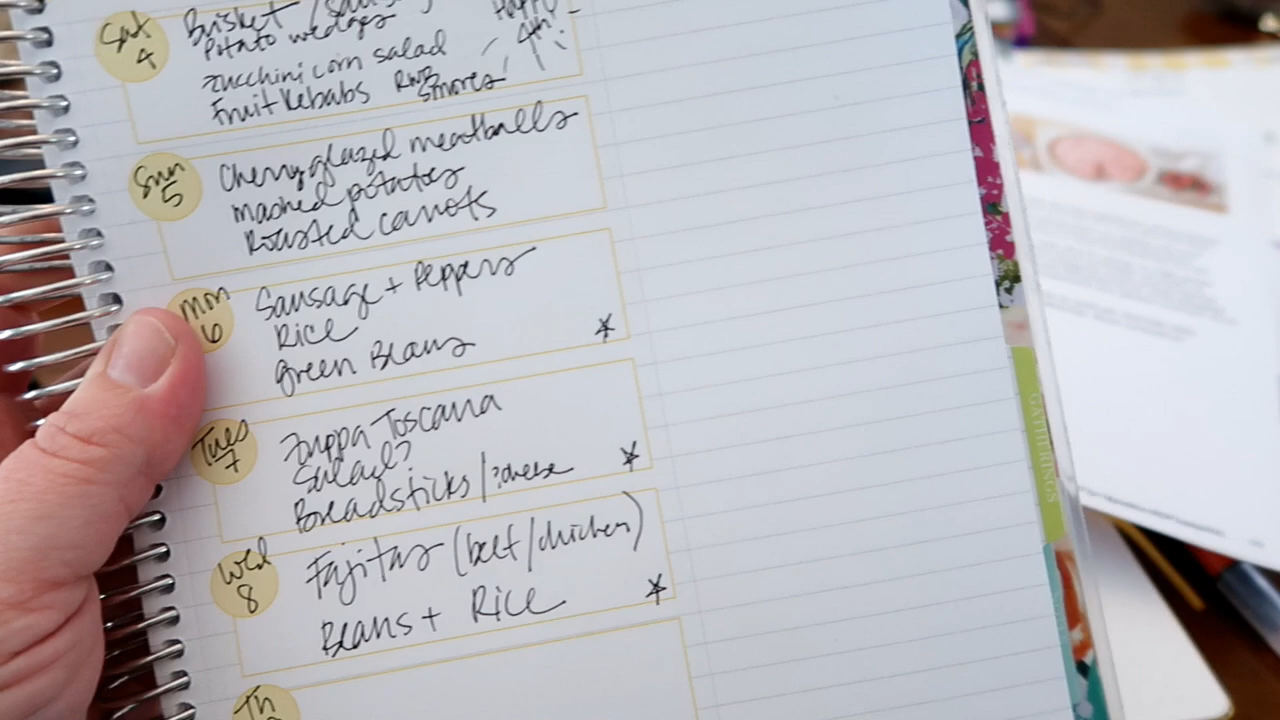 Sat
4
Brisket /
Potato wedges
zucchini corn salad
Fruit Kebabs RWB
Smores
Happy
4th!
Sun
5
Cherry glazed meatballs
mashed potatoes
Roasted carrots
Mon
6
Sausage + Peppers
Rice
green Beans
Tues
7
Zuppa Toscana
Salad?
Breadsticks / ?cheese
Wed
8
Fajitas (beef/chicken)
Beans + Rice
Th
GATHERINGS